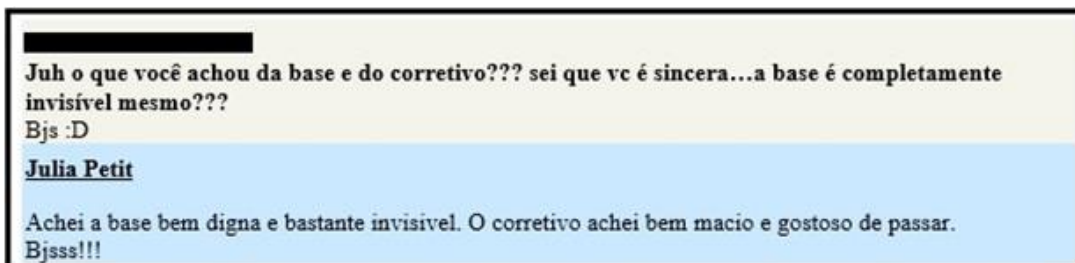 Juh o que você achou da base e do corretivo??? sei que vc é sincera...a base é completamente
invisível mesmo???
Bjs :D
Julia Petit
Achei a base bem digna e bastante invisivel. O corretivo achei bem macio e gostoso de passar.
Bjsss!!!